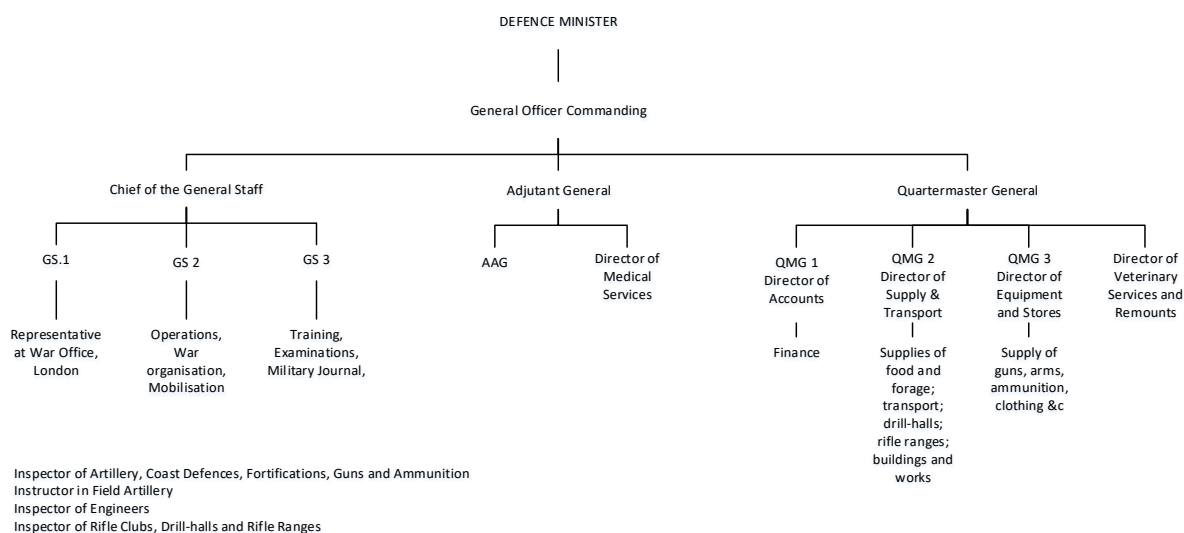 DEFENCE MINISTER
General Officer Commanding
Chief of the General Staff
Adjutant General
Quartermaster General
GS.1
GS 2
GS 3
AAG
Director of
Medical
Services
QMG 1
Director of
Accounts
QMG 2
Director of
Supply &
Transport
QMG 3
Director of
Equipment
and Stores
Director of
Veterinary
Services and
Remounts
Representative
at War Office,
London
Operations,
War
organisation,
Mobilisation
Training,
Examinations,
Military Journal,
Finance
Supplies of
food and
forage;
transport;
drill-halls;
rifle ranges;
buildings and
works
Supply of
guns, arms,
ammunition,
clothing &c
Inspector of Artillery, Coast Defences, Fortifications, Guns and Ammunition
Instructor in Field Artillery
Inspector of Engineers
Inspector of Rifle Clubs, Drill-halls and Rifle Ranges